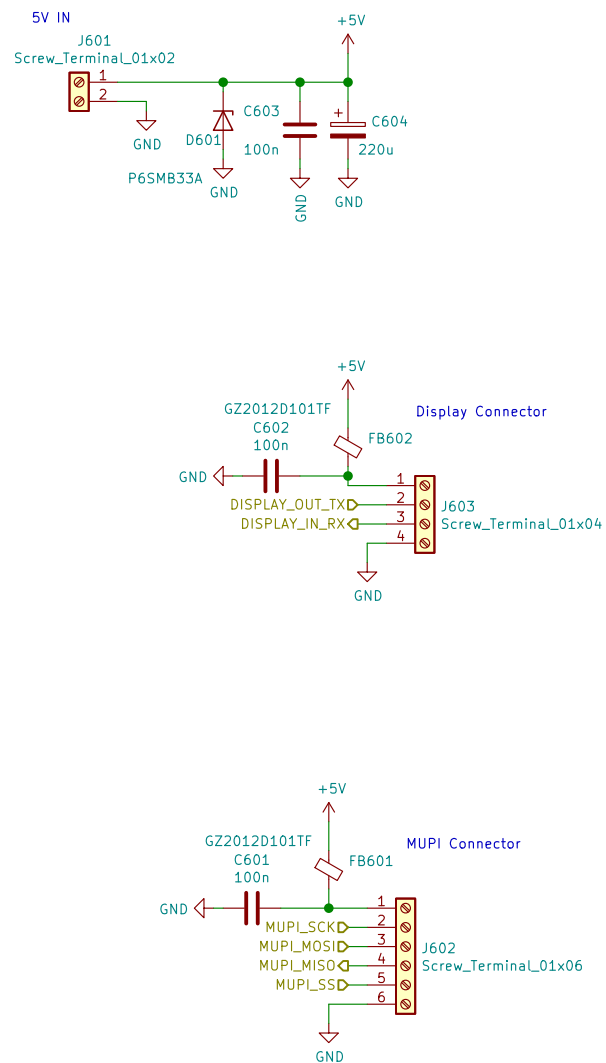 5V IN
+5V
J601
Screw_Terminal_01x02
1
2
GND
D601
P6SMB33A
GND
C603
100n
GND
+
C604
220u
GND
+5V
GZ2012D101TF
C602
100n
FB602
Display Connector
GND
1
DISPLAY_OUT_TX
2
DISPLAY_IN_RX
3
4
J603
Screw_Terminal_01x04
GND
+5V
GZ2012D101TF
C601
100n
FB601
MUPI Connector
GND
1
MUPI_SCK
2
MUPI_MOSI
3
MUPI_MISO
4
MUPI_SS
5
6
J602
Screw_Terminal_01x06
GND